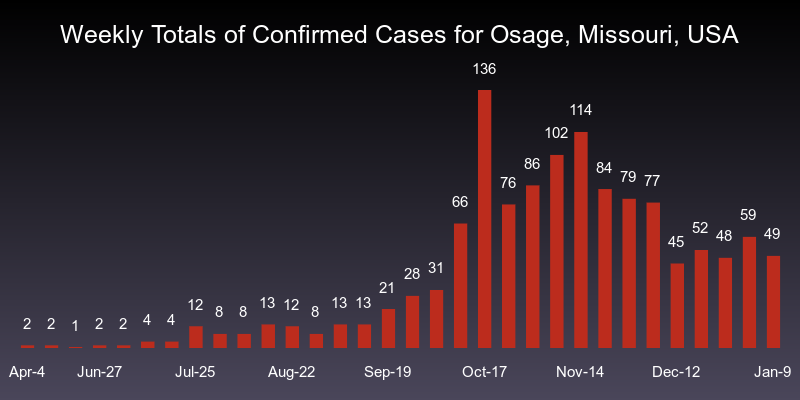 Weekly Totals of Confirmed Cases for Osage, Missouri, USA
2 2 1 2 2 4 4 12 8 8 13 12 8 13 13 21 28 31 66 136 76 86 102 114 84 79 77 45 52 48 59 49
Apr-4 Jun-27 Jul-25 Aug-22 Sep-19 Oct-17 Nov-14 Dec-12 Jan-9